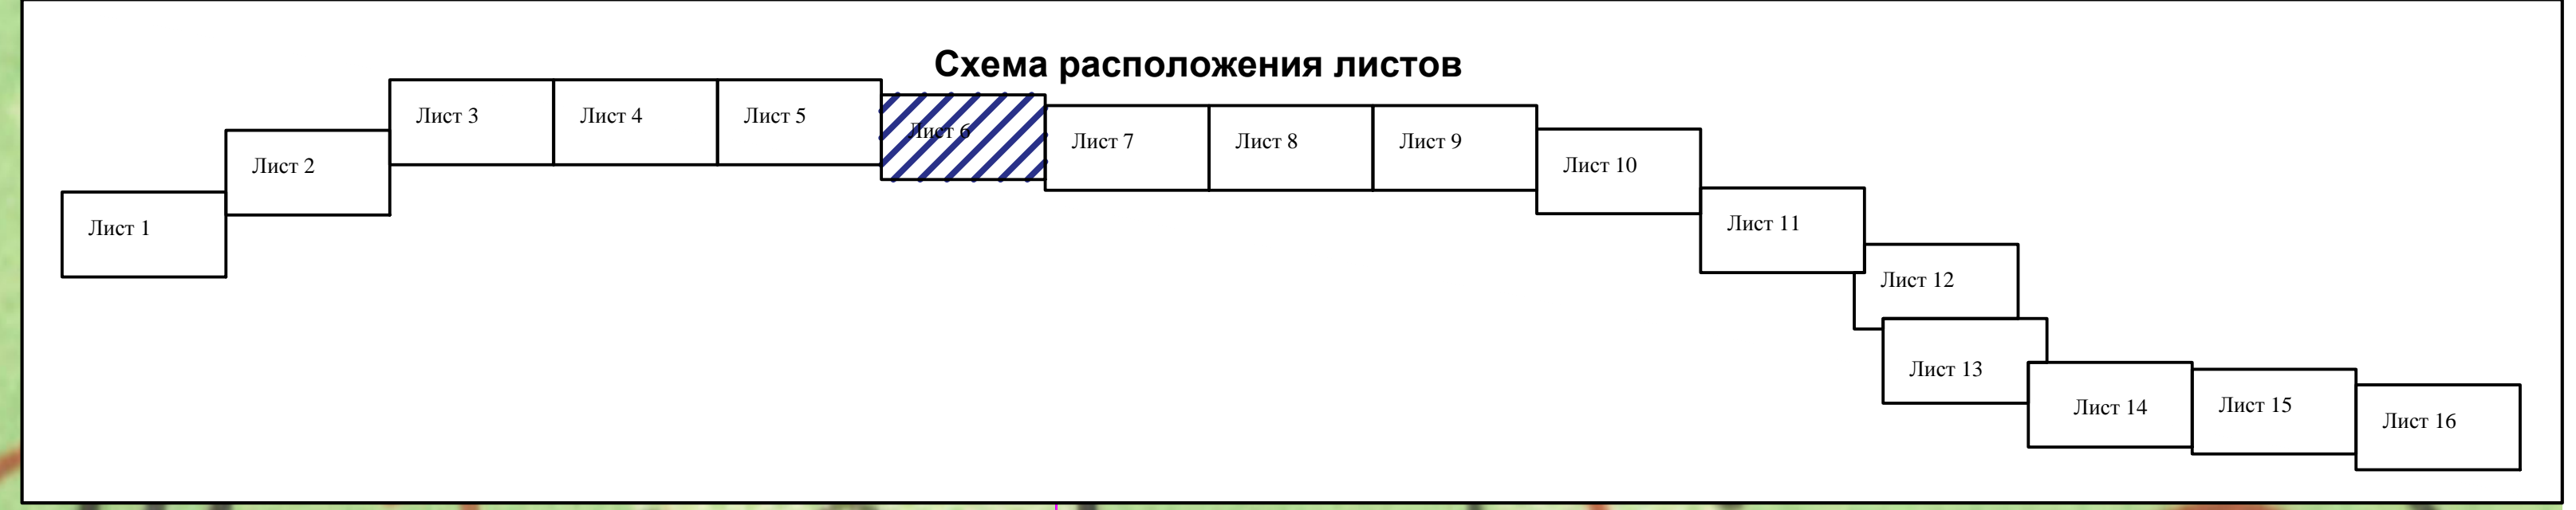 Схема расположения листов
Лист 1
Лист 2
Лист 3
Лист 4
Лист 5
Лист 6
Лист 7
Лист 8
Лист 9
Лист 10
Лист 11
Лист 12
Лист 13
Лист 14
Лист 15
Лист 16